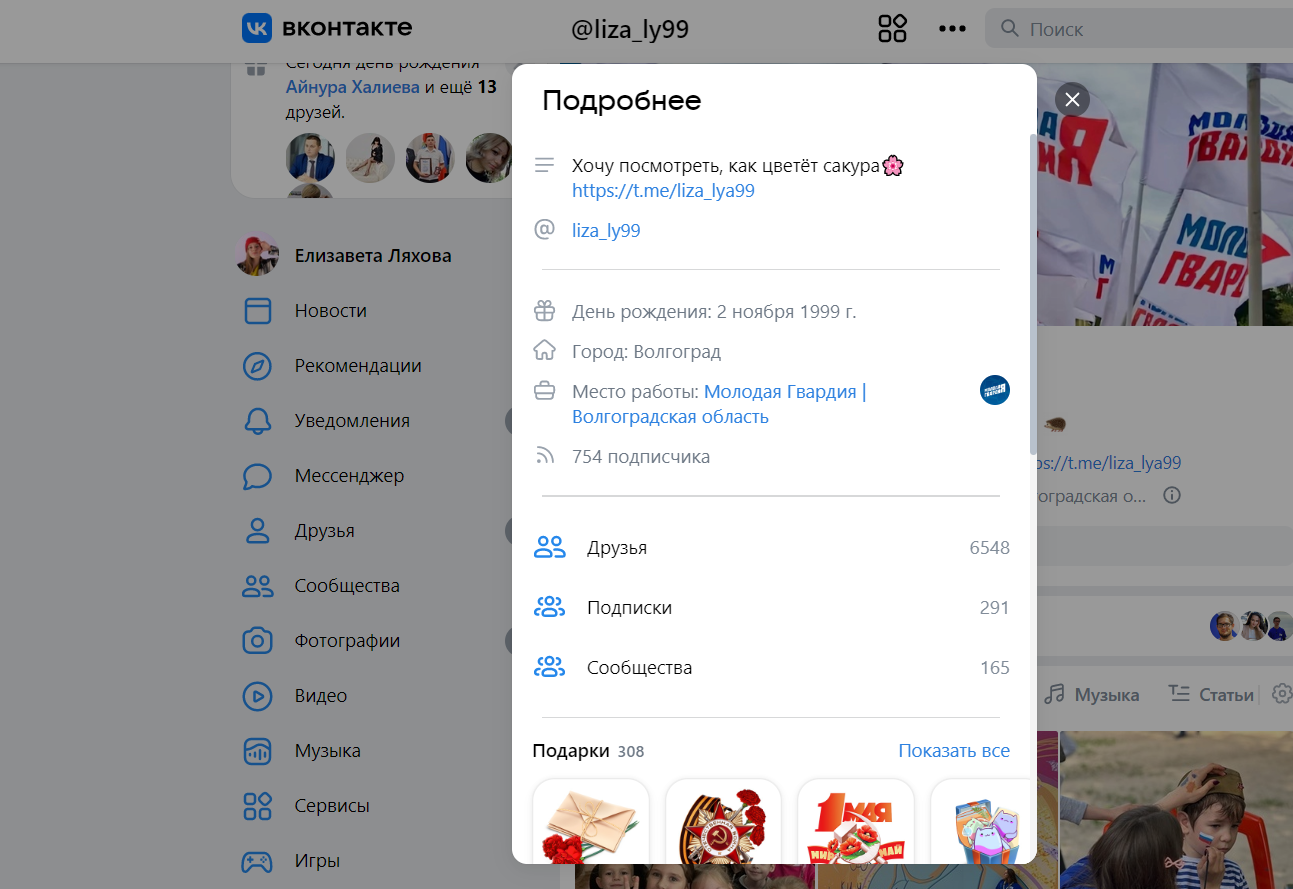 вконтакте
@liza_ly99
Поиск
Сегодня день рождения
Айнура Халиева и ещё 13
друзей.
Елизавета Ляхова
Новости
Рекомендации
Уведомления
Мессенджер
Друзья
Сообщества
Фотографии
Видео
Музыка
Сервисы
Игры
Подробнее
Хочу посмотреть, как цветёт сакура🌸
https://t.me/liza_lya99
liza_ly99
День рождения: 2 ноября 1999 г.
Город: Волгоград
Место работы: Молодая Гвардия |
Волгоградская область
754 подписчика
Друзья 6548
Подписки 291
Сообщества 165
Подарки 308 Показать все
1 МАЯ
МИР МАЙ
МОЛОДАЯ
ГВАРДИЯ
ps://t.me/liza_lya99
оградская о...
Музыка
Статьи